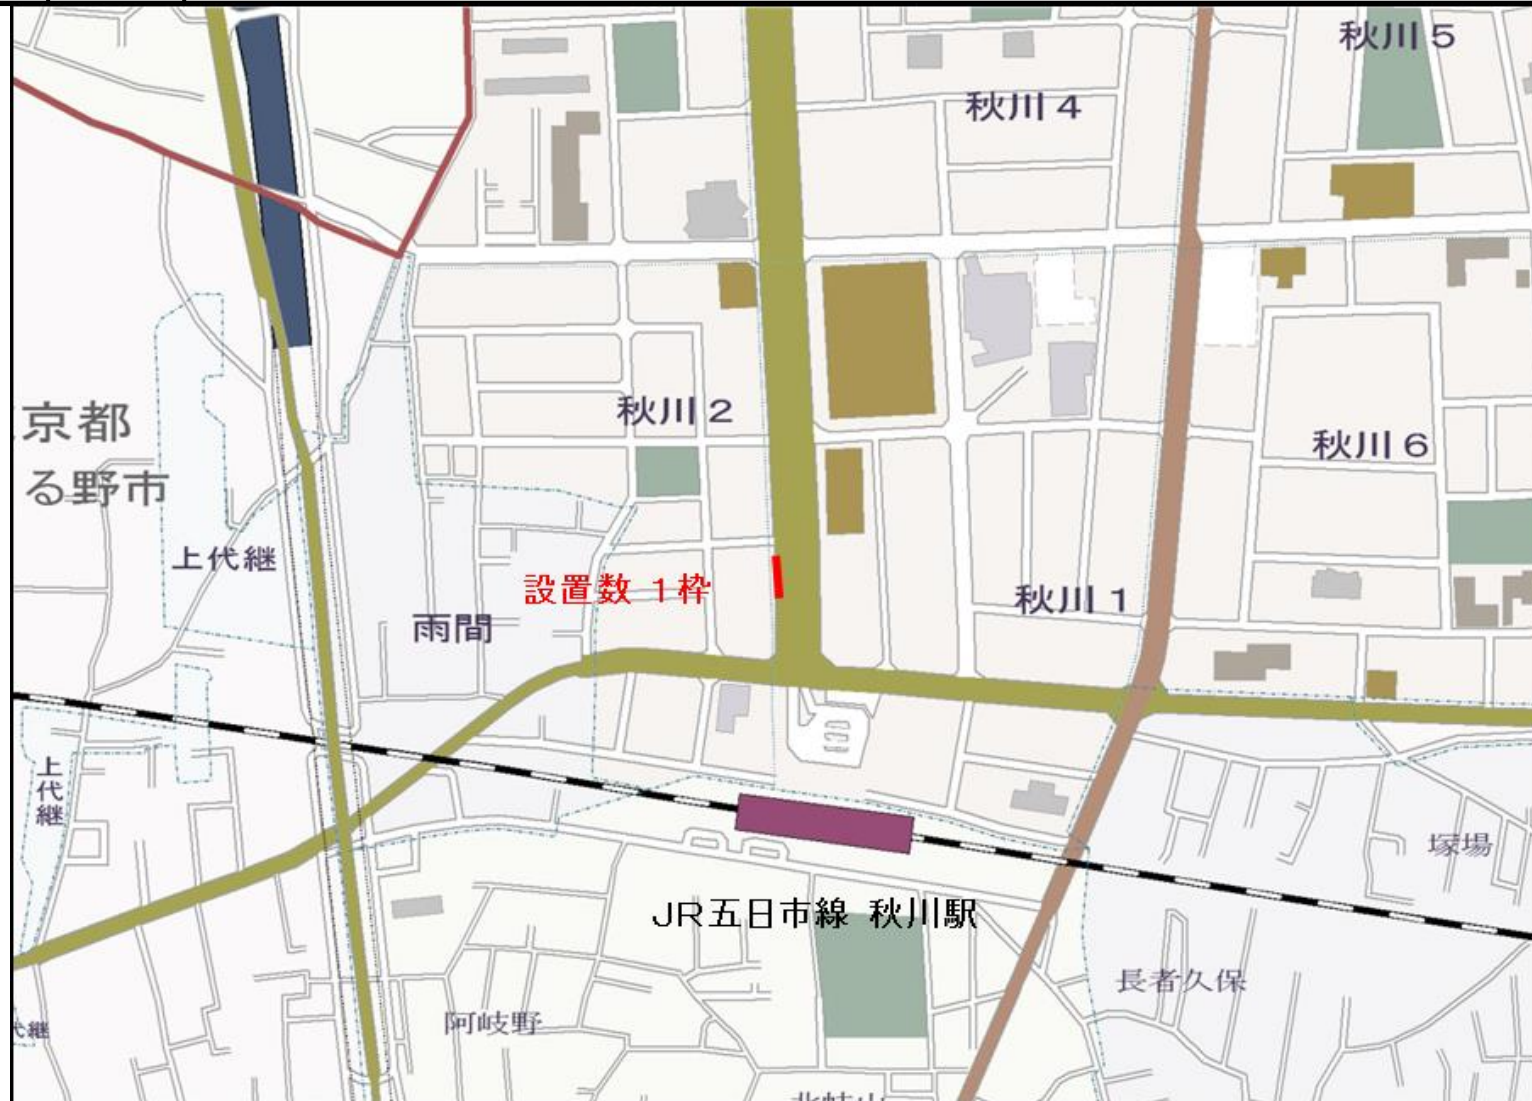 秋川5
秋川4
秋川2
京都
る野市
秋川6
上代継
設置数 1枠
秋川1
雨間
上代継
塚場
JR五日市線 秋川駅
長者久保
阿岐野
代継